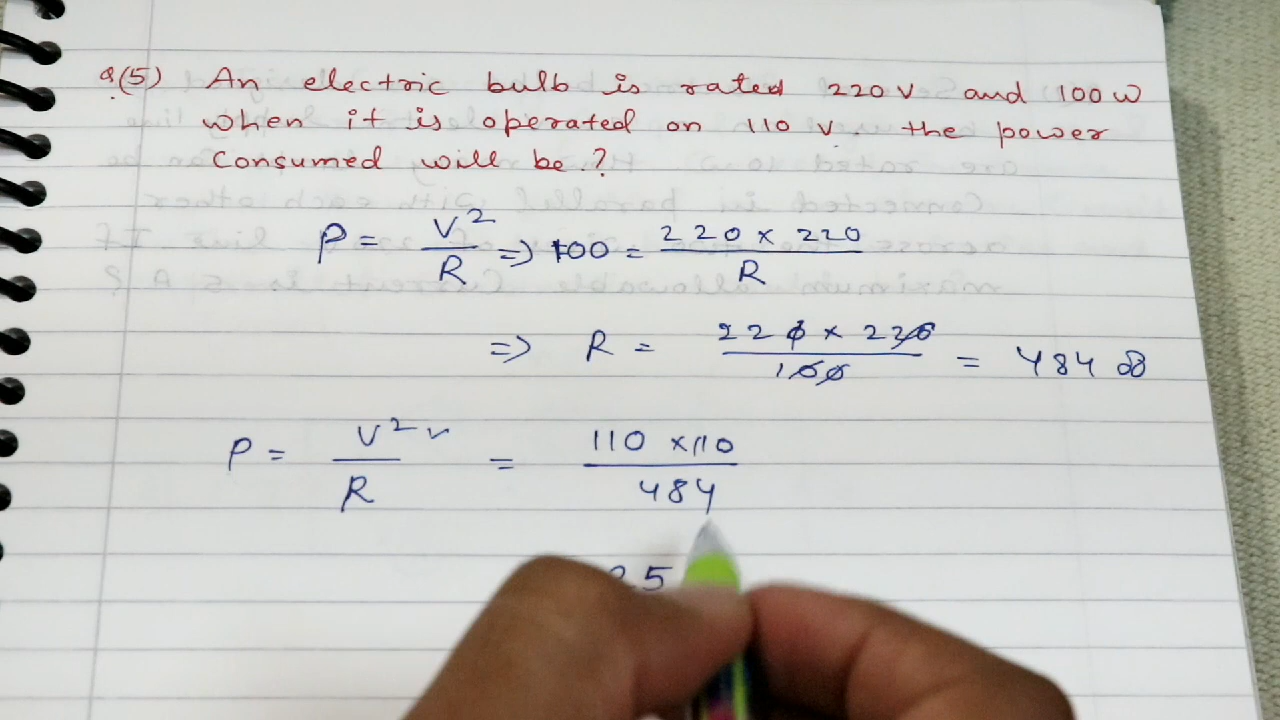 Q(5) An electric bulb is rated 220 V and 100 W
when it is operated on 110 V. the power
Consumed will be ?
P = V²/R => 100 = 220 x 220/R
=> R = 220 x 220/100 = 484 Ω
P = V²/R = 110 x 110/484
25